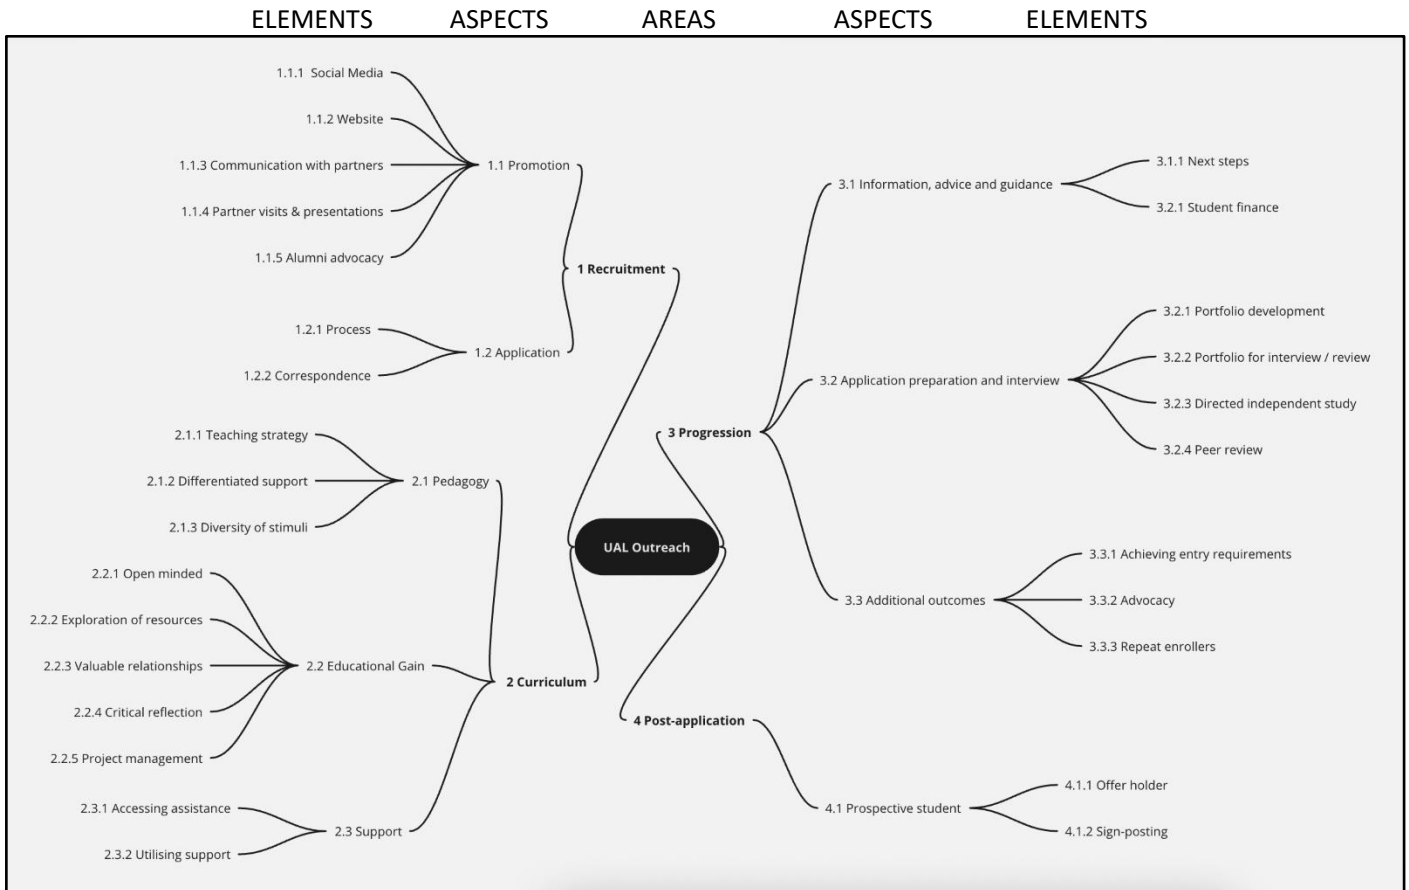 ELEMENTS ASPECTS AREAS ASPECTS ELEMENTS
1.1.1 Social Media
1.1.2 Website
1.1.3 Communication with partners
1.1.4 Partner visits & presentations
1.1.5 Alumni advocacy
1.1 Promotion
1.2.1 Process
1.2.2 Correspondence
1.2 Application
1 Recruitment
2.1.1 Teaching strategy
2.1.2 Differentiated support
2.1.3 Diversity of stimuli
2.1 Pedagogy
2.2.1 Open minded
2.2.2 Exploration of resources
2.2.3 Valuable relationships
2.2.4 Critical reflection
2.2.5 Project management
2.2 Educational Gain
2.3.1 Accessing assistance
2.3.2 Utilising support
2.3 Support
2 Curriculum
UAL Outreach
3 Progression
3.1 Information, advice and guidance
3.1.1 Next steps
3.2.1 Student finance
3.2 Application preparation and interview
3.2.1 Portfolio development
3.2.2 Portfolio for interview / review
3.2.3 Directed independent study
3.2.4 Peer review
3.3 Additional outcomes
3.3.1 Achieving entry requirements
3.3.2 Advocacy
3.3.3 Repeat enrollers
4 Post-application
4.1 Prospective student
4.1.1 Offer holder
4.1.2 Sign-posting